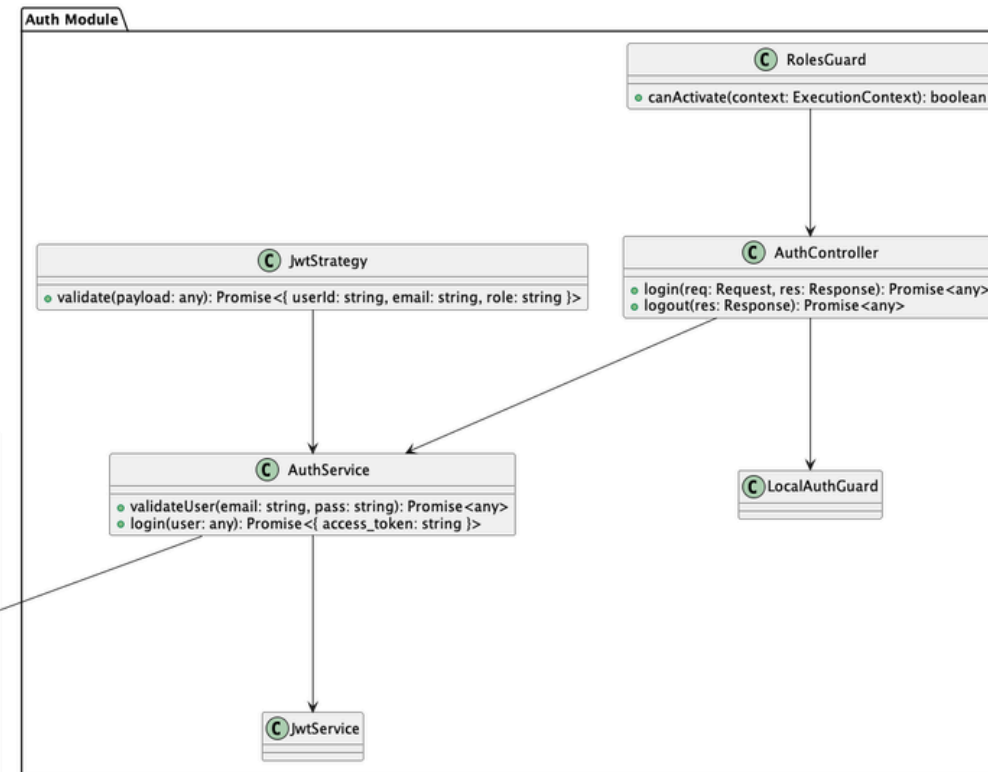 Auth Module
C RolesGuard
canActivate(context: ExecutionContext): boolean
C JwtStrategy
validate(payload: any): Promise<{ userId: string, email: string, role: string }>
C AuthController
login(req: Request, res: Response): Promise<any>
logout(res: Response): Promise<any>
C AuthService
validateUser(email: string, pass: string): Promise<any>
login(user: any): Promise<{ access_token: string }>
C LocalAuthGuard
C JwtService